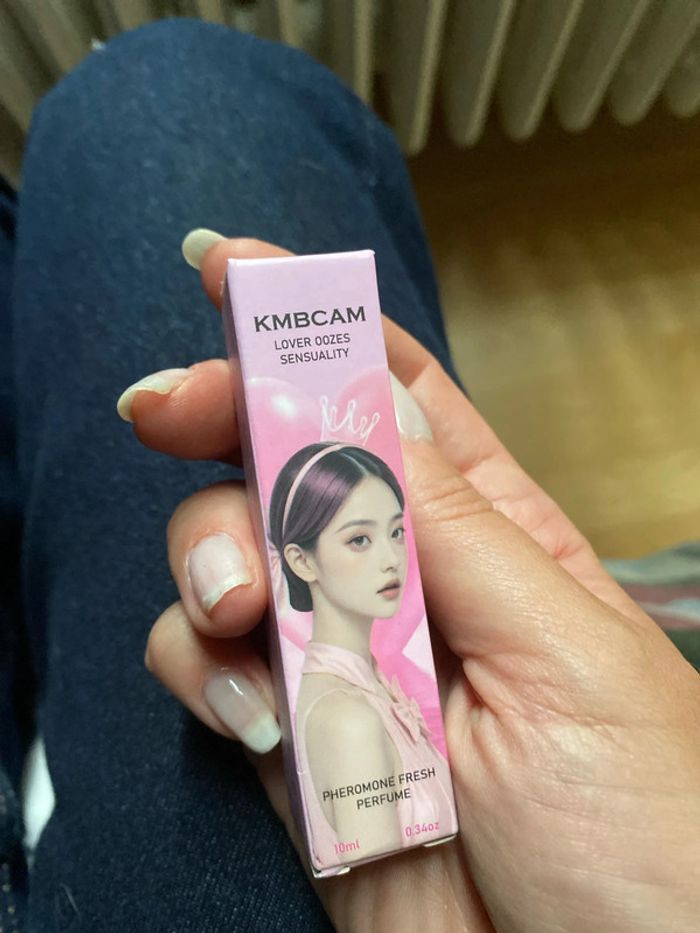 KMBCAM
LOVER OOZES
SENSUALITY
PHEROMONE FRESH
PERFUME
10ml
0.34oz